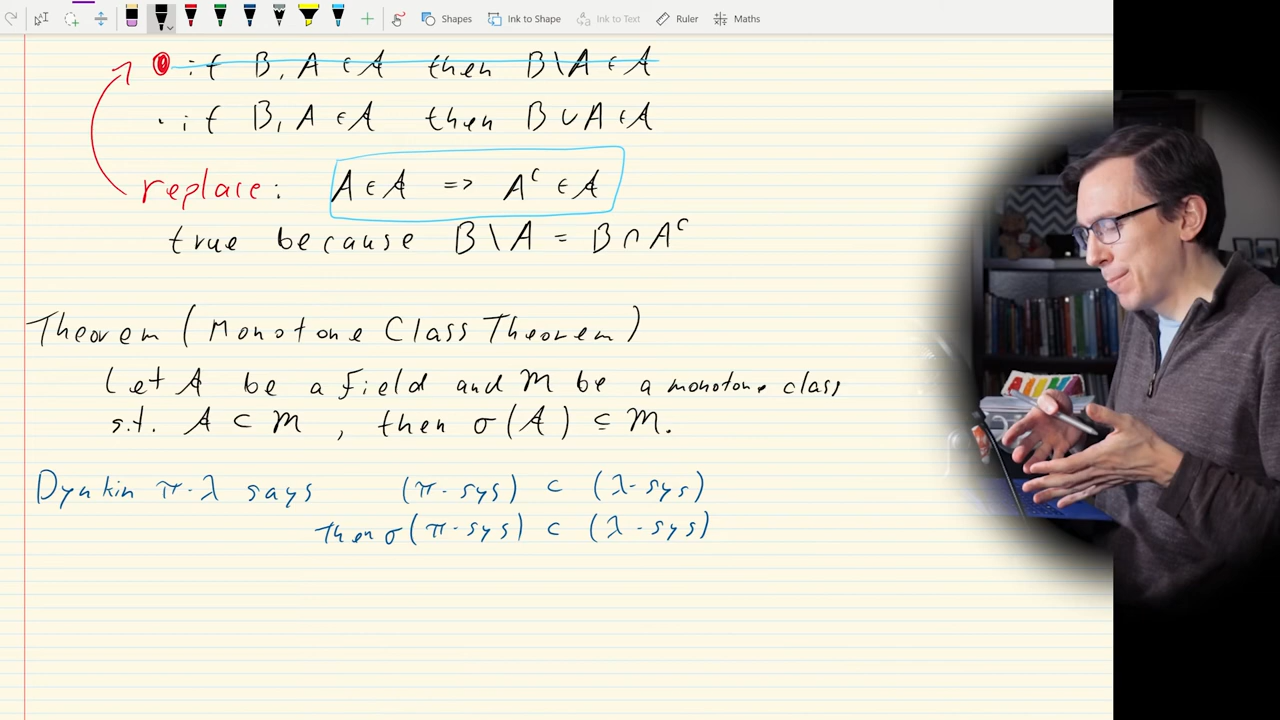 Shapes Ink to Shape Ink to Text Ruler Maths
• if B, A ∈ 𝒜 then B\A ∈ 𝒜
• if B, A ∈ 𝒜 then B ∪ A ∈ 𝒜
replace: A ∈ 𝒜 => Aᶜ ∈ 𝒜
true because B \ A = B ∩ Aᶜ
Theorem (Monotone Class Theorem)
Let 𝒜 be a field and ℳ be a monotone class
s.t. 𝒜 ⊂ ℳ, then σ(𝒜) ⊆ ℳ.
Dynkin π-λ says (π-sys) ⊂ (λ-sys)
then σ(π-sys) ⊂ (λ-sys)